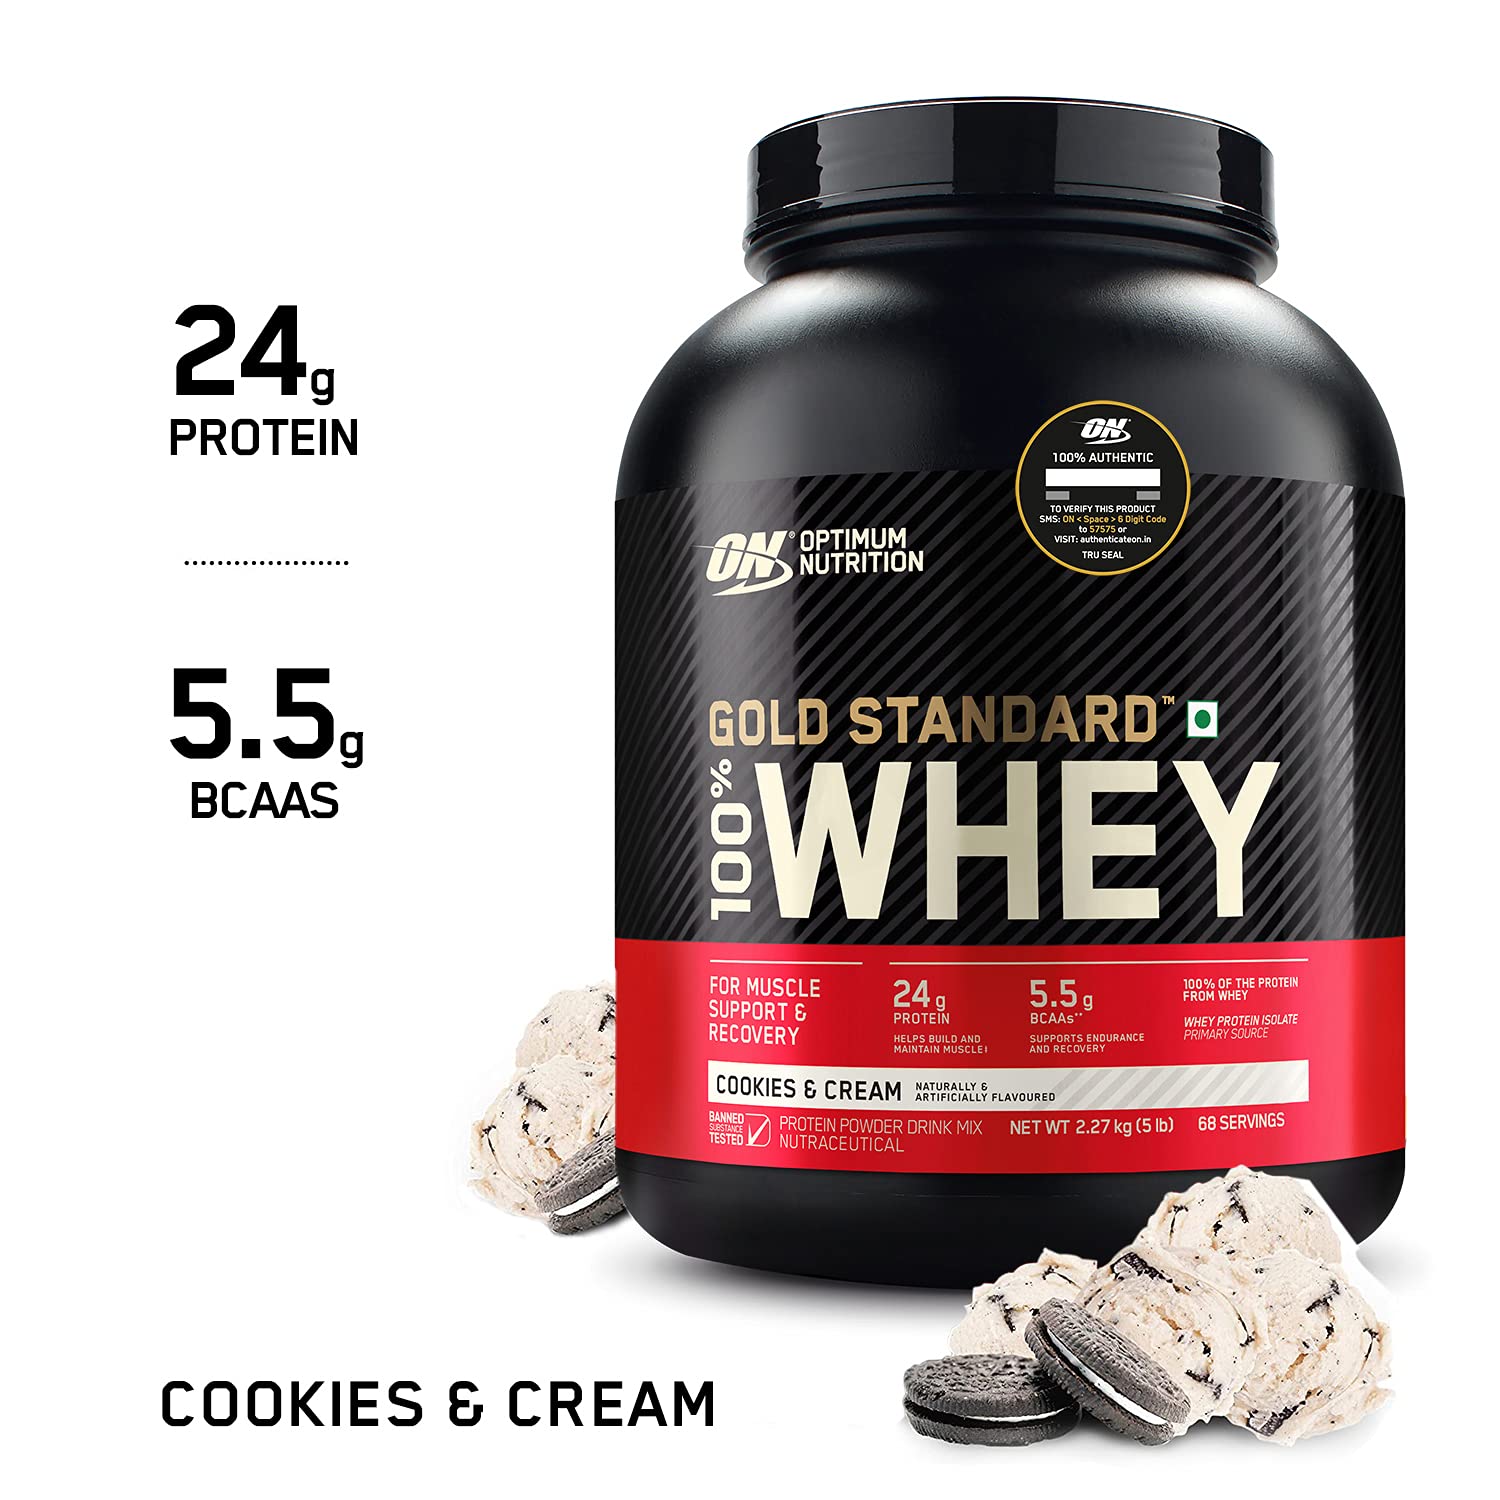 24g
PROTEIN
5.5g
BCAAS
COOKIES & CREAM
ON
100% AUTHENTIC
TO VERIFY THIS PRODUCT
SMS: ON < Space > 6 Digit Code
to 57575 or
VISIT: authenticateon.in
TRU SEAL
ON® OPTIMUM
NUTRITION
GOLD STANDARD™
100% WHEY
FOR MUSCLE
SUPPORT &
RECOVERY
24 g
PROTEIN
HELPS BUILD AND
MAINTAIN MUSCLE‡
5.5 g
BCAAs**
SUPPORTS ENDURANCE
AND RECOVERY
100% OF THE PROTEIN
FROM WHEY
WHEY PROTEIN ISOLATE
PRIMARY SOURCE
COOKIES & CREAM
NATURALLY &
ARTIFICIALLY FLAVOURED
BANNED
SUBSTANCE
TESTED
PROTEIN POWDER DRINK MIX
NUTRACEUTICAL
NET WT 2.27 kg (5 lb)
68 SERVINGS